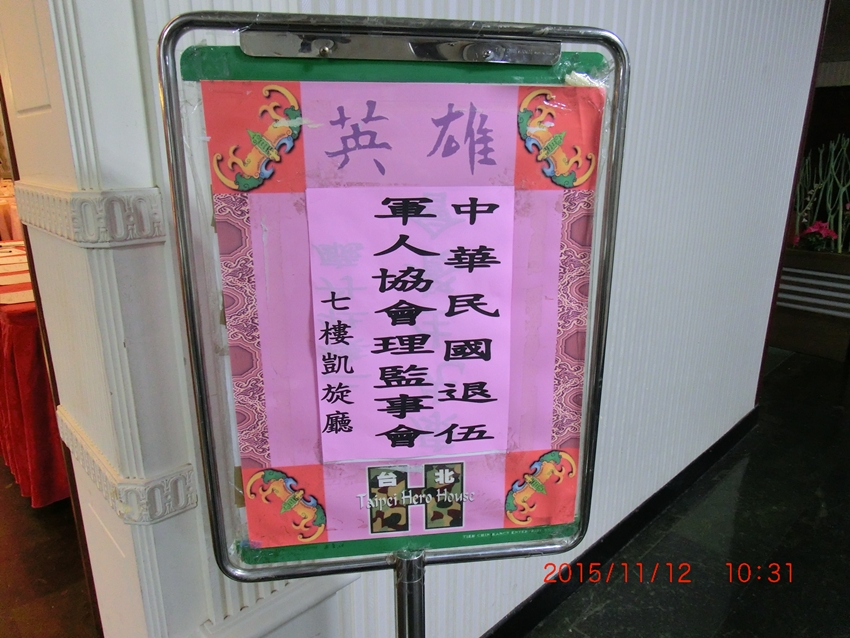 英雄
中華民國退伍
軍人協會理監事會
七樓凱旋廳
台北
Taipei Hero House
2015/11/12 10:31